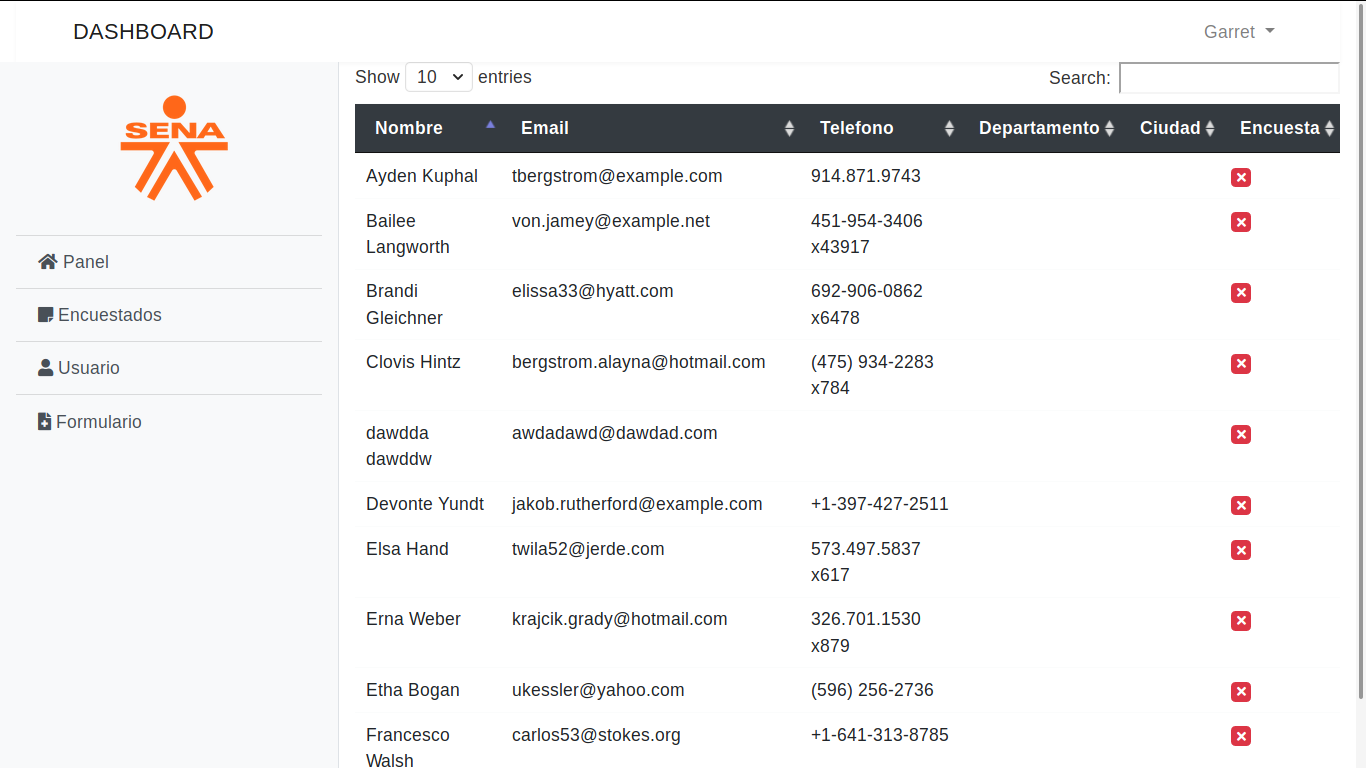 DASHBOARD Garret
Show 10 entries Search:
SENA
Nombre Email Telefono Departamento Ciudad Encuesta
Ayden Kuphal tbergstrom@example.com 914.871.9743
Bailee von.jamey@example.net 451-954-3406
Langworth x43917
Panel
Brandi elissa33@hyatt.com 692-906-0862
Gleichner x6478
Encuestados
Clovis Hintz bergstrom.alayna@hotmail.com (475) 934-2283
x784
Usuario
Formulario
dawdda awdadawd@dawdad.com
dawddw
Devonte Yundt jakob.rutherford@example.com +1-397-427-2511
Elsa Hand twila52@jerde.com 573.497.5837
x617
Erna Weber krajcik.grady@hotmail.com 326.701.1530
x879
Etha Bogan ukessler@yahoo.com (596) 256-2736
Francesco carlos53@stokes.org +1-641-313-8785
Walsh